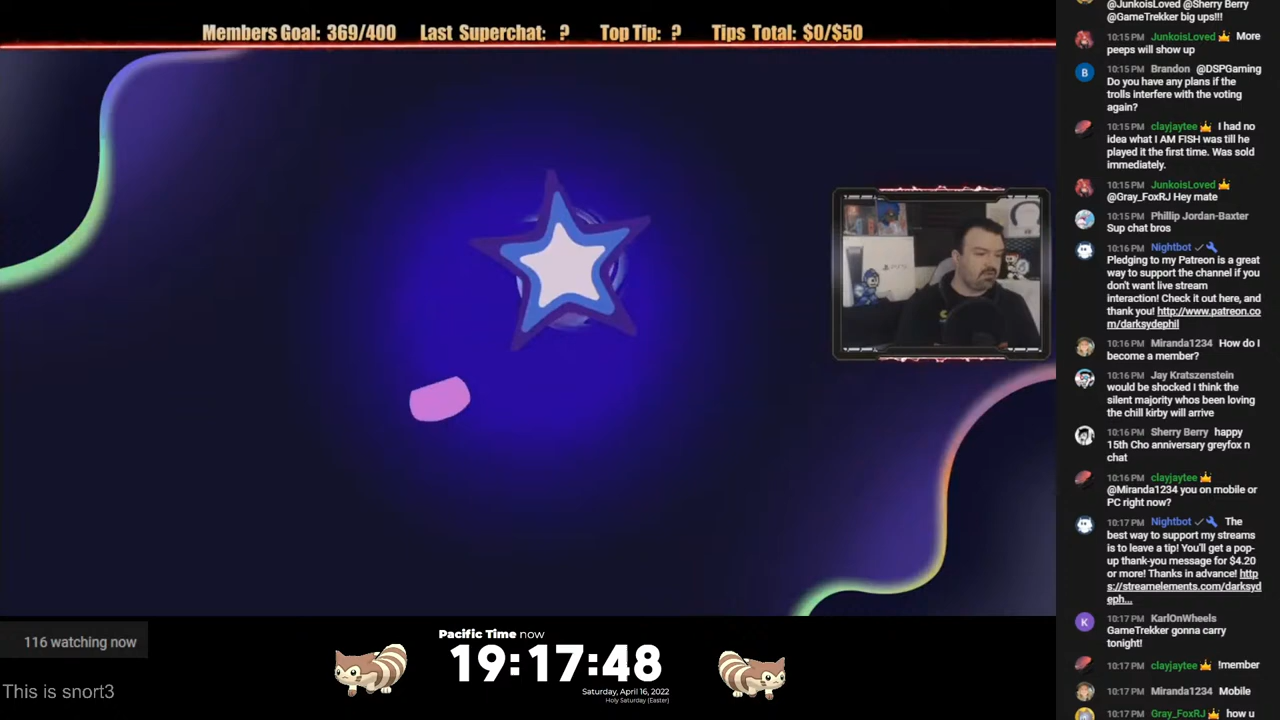 Members Goal: 369/400 Last Superchat: ? Top Tip: ? Tips Total: $0/$50
@JunkoisLoved @Sherry Berry
@GameTrekker big ups!!!
10:15 PM JunkoisLoved More
peeps will show up
10:15 PM Brandon @DSPGaming
Do you have any plans if the
trolls interfere with the voting
again?
10:15 PM clayjaytee I had no
idea what I AM FISH was till he
played it the first time. Was sold
immediately.
10:15 PM JunkoisLoved
@Gray_FoxRJ Hey mate
10:15 PM Phillip Jordan-Baxter
Sup chat bros
10:16 PM Nightbot
Pledging to my Patreon is a great
way to support the channel if you
don't want live stream
interaction! Check it out here, and
thank you! http://www.patreon.co
m/darksydephil
10:16 PM Miranda1234 How do I
become a member?
10:16 PM Jay Kratszenstein
would be shocked I think the
silent majority whos been loving
the chill kirby will arrive
10:16 PM Sherry Berry happy
15th Cho anniversary greyfox n
chat
10:16 PM clayjaytee
@Miranda1234 you on mobile or
PC right now?
10:17 PM Nightbot The
best way to support my streams
is to leave a tip! You'll get a pop-
up thank-you message for $4.20
or more! Thanks in advance! http
s://streamelements.com/darksyd
eph...
10:17 PM KarlOnWheels
GameTrekker gonna carry
tonight!
10:17 PM clayjaytee !member
10:17 PM Miranda1234 Mobile
10:17 PM Gray_FoxRJ how u
116 watching now
This is snort3
Pacific Time now
19:17:48
Saturday, April 16, 2022
Holy Saturday (Easter)